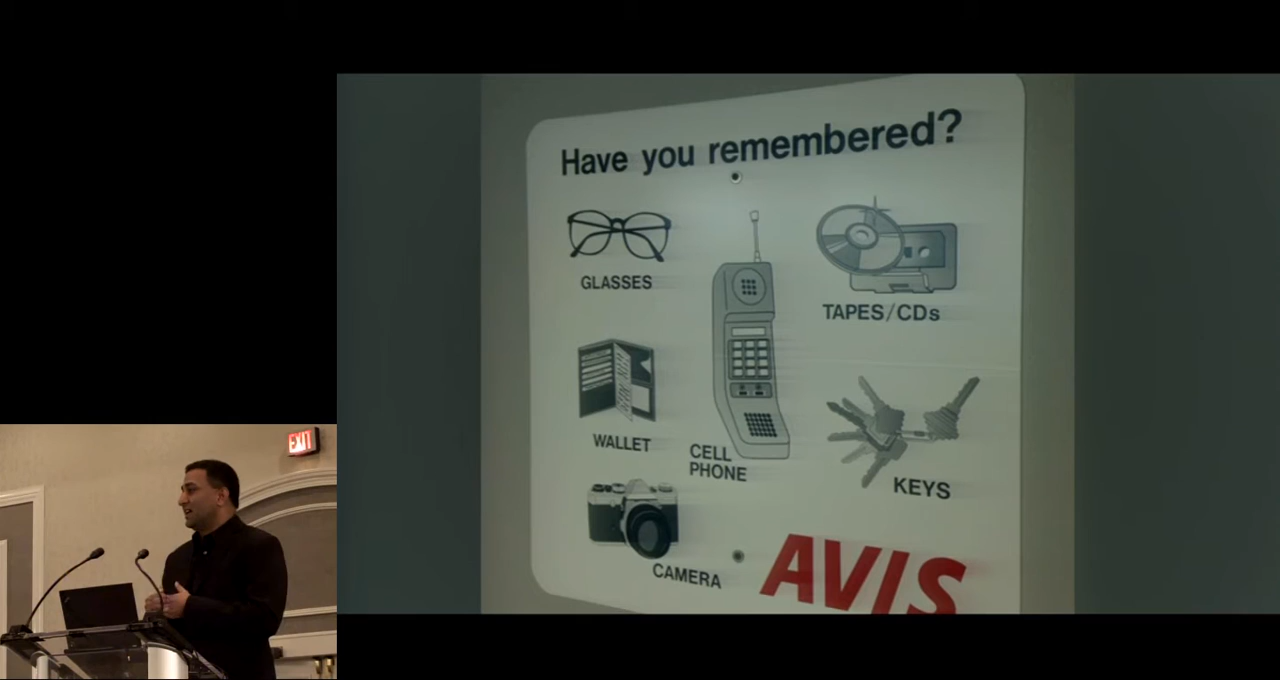 Have you remembered?
GLASSES
TAPES/CDs
WALLET
CELL
PHONE
KEYS
CAMERA
AVIS
EXIT